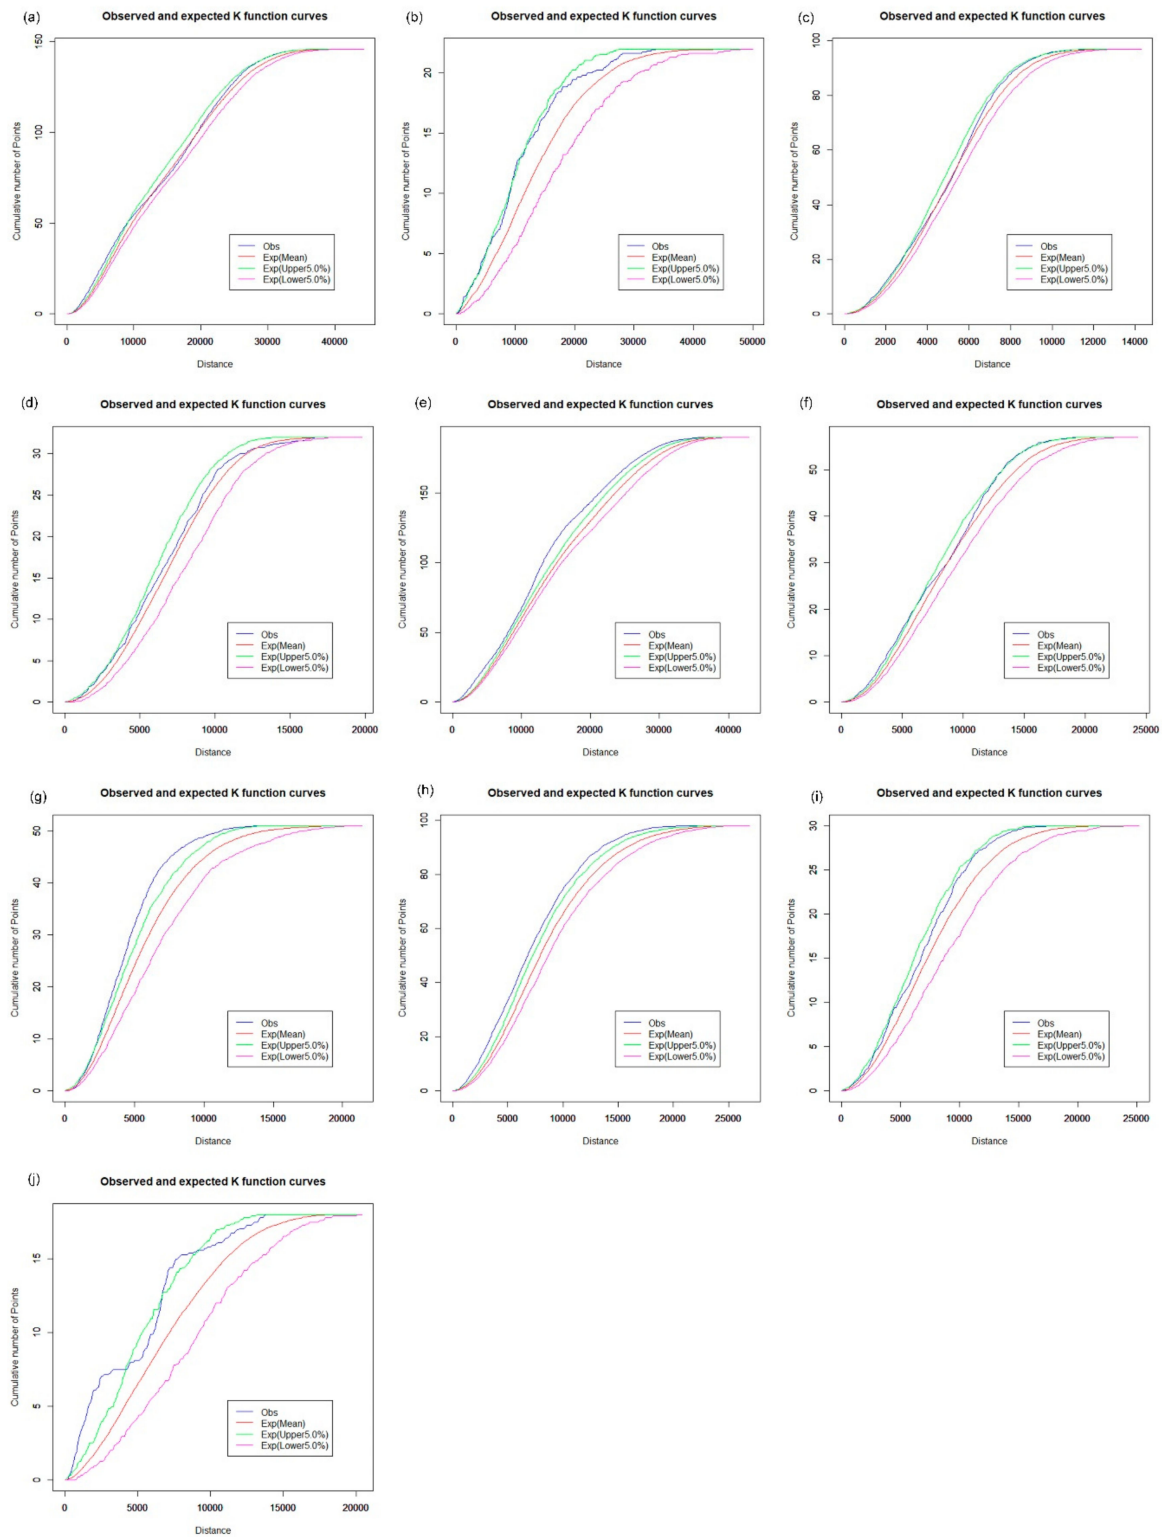 (a) Observed and expected K function curves
Cumulative number of Points
150
100
50
0
Obs
Exp(Mean)
Exp(Upper5.0%)
Exp(Lower5.0%)
0 10000 20000 30000 40000
Distance
(b) Observed and expected K function curves
Cumulative number of Points
20
15
10
5
0
Obs
Exp(Mean)
Exp(Upper5.0%)
Exp(Lower5.0%)
0 10000 20000 30000 40000 50000
Distance
(c) Observed and expected K function curves
Cumulative number of Points
100
80
60
40
20
0
Obs
Exp(Mean)
Exp(Upper5.0%)
Exp(Lower5.0%)
0 2000 4000 6000 8000 10000 12000 14000
Distance
(d) Observed and expected K function curves
Cumulative number of Points
30
25
20
15
10
5
0
Obs
Exp(Mean)
Exp(Upper5.0%)
Exp(Lower5.0%)
0 5000 10000 15000 20000
Distance
(e) Observed and expected K function curves
Cumulative number of Points
150
100
50
0
Obs
Exp(Mean)
Exp(Upper5.0%)
Exp(Lower5.0%)
0 10000 20000 30000 40000
Distance
(f) Observed and expected K function curves
Cumulative number of Points
50
40
30
20
10
0
Obs
Exp(Mean)
Exp(Upper5.0%)
Exp(Lower5.0%)
0 5000 10000 15000 20000 25000
Distance
(g) Observed and expected K function curves
Cumulative number of Points
50
40
30
20
10
0
Obs
Exp(Mean)
Exp(Upper5.0%)
Exp(Lower5.0%)
0 5000 10000 15000 20000
Distance
(h) Observed and expected K function curves
Cumulative number of Points
100
80
60
40
20
0
Obs
Exp(Mean)
Exp(Upper5.0%)
Exp(Lower5.0%)
0 5000 10000 15000 20000 25000
Distance
(i) Observed and expected K function curves
Cumulative number of Points
30
25
20
15
10
5
0
Obs
Exp(Mean)
Exp(Upper5.0%)
Exp(Lower5.0%)
0 5000 10000 15000 20000 25000
Distance
(j) Observed and expected K function curves
Cumulative number of Points
15
10
5
0
Obs
Exp(Mean)
Exp(Upper5.0%)
Exp(Lower5.0%)
0 5000 10000 15000 20000
Distance